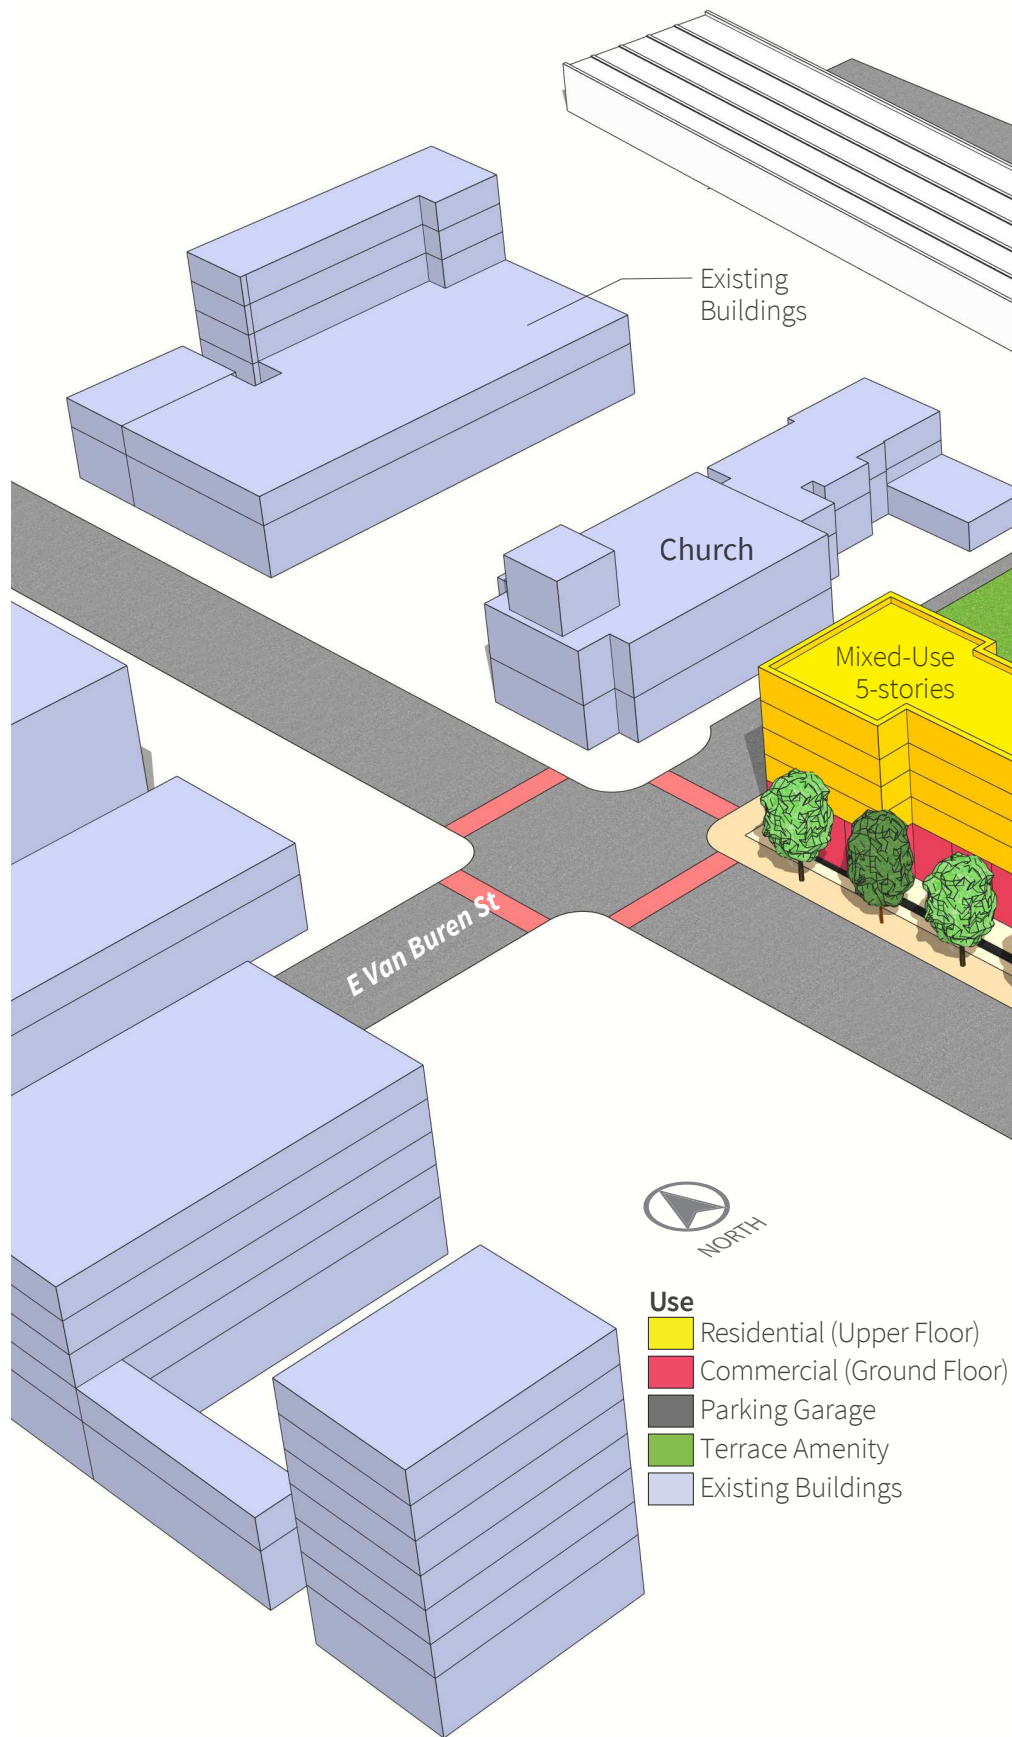 Existing
Buildings
Church
Mixed-Use
5-stories
E Van Buren St
NORTH
Use
Residential (Upper Floor)
Commercial (Ground Floor)
Parking Garage
Terrace Amenity
Existing Buildings